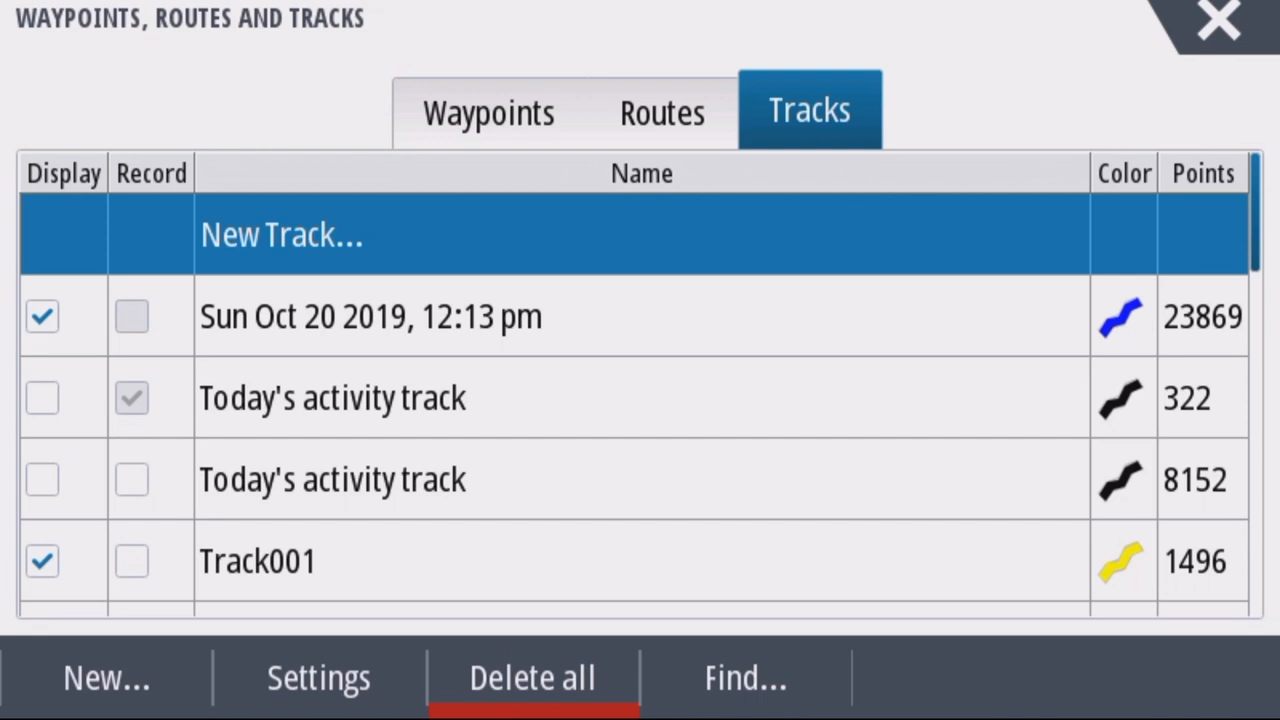 WAYPOINTS, ROUTES AND TRACKS
Waypoints Routes Tracks
Display Record Name Color Points
New Track...
Sun Oct 20 2019, 12:13 pm 23869
Today's activity track 322
Today's activity track 8152
Track001 1496
New... Settings Delete all Find...